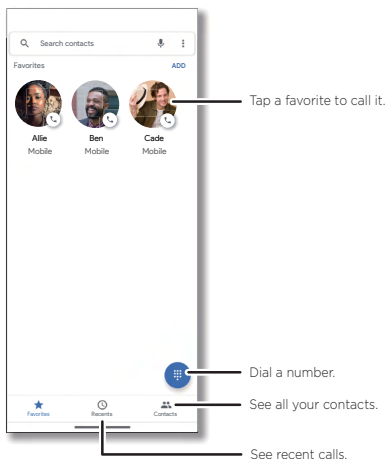 Search contacts
Favorites ADD
Tap a favorite to call it.
Allie Ben Cade
Mobile Mobile Mobile
Dial a number.
Favorites Recents Contacts
See all your contacts.
See recent calls.